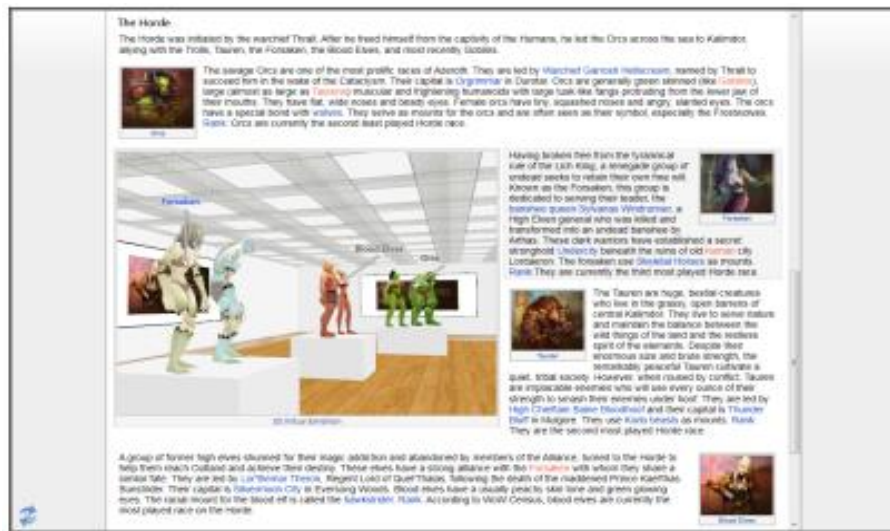 The Horde
The Horde was initiated by the warchief Thrall. After he freed himself from the captivity of the Humans, he led the Orcs across the sea to Kalimdor,
allying with the Trolls, Tauren, the Forsaken, the Blood Elves, and most recently Goblins.
The savage Orcs are one of the most prolific races of Azeroth. They are led by Warchief Garrosh Hellscream, named by Thrall to
succeed him in the wake of the Cataclysm. Their capital is Orgrimmar in Durotar. Orcs are generally green skinned (like
large (almost as large as muscular and frightening humanoids with large tusk-like fangs protruding from the lower jaw of
their mouths. They have flat, wide noses and beady eyes. Female orcs have tiny, squashed noses and angry, slanted eyes. The orcs
have a special bond with wolves. They serve as mounts for the orcs and are often seen as their symbol, especially the Frostwolves.
Rank: Orcs are currently the second least played Horde race.
Orcs
Forsaken
Blood Elves
Orcs
3D Virtual Exhibition
Having broken free from the tyrannical
rule of the Lich King, a renegade group of
undead seeks to retain their own free will.
Known as the Forsaken, this group is
dedicated to serving their leader, the
banshee queen Sylvanas Windrunner, a
High Elven general who was killed and
transformed into an undead banshee by
Arthas. These dark warriors have established a secret
stronghold Undercity beneath the ruins of old human city
Lordaeron. The forsaken use Skeletal Horses as mounts.
Rank They are currently the third most played Horde race.
Forsaken
The Tauren are huge, bestial creatures
who live in the grassy, open barrens of
central Kalimdor. They live to serve nature
and maintain the balance between the
wild things of the land and the restless
spirit of the elements. Despite their
enormous size and brute strength, the
remarkably peaceful Tauren cultivate a
quiet, tribal society. However, when roused by conflict, Tauren
are implacable enemies who will use every ounce of their
strength to smash their enemies under hoof. They are led by
High Chieftain Baine Bloodhoof and their capital is Thunder
Bluff in Mulgore. They use Kodo beasts as mounts. Rank
They are the second most played Horde race.
Tauren
A group of former high elves shunned for their magic addiction and abandoned by members of the Alliance, turned to the Horde to
help them reach Outland and achieve their destiny. These elves have a strong alliance with the Forsaken with whom they share a
similar fate. They are led by Lor'themar Theron, Regent Lord of Quel'Thalas, following the death of the maddened Prince Kael'thas
Sunstrider. Their capital is Silvermoon City in Eversong Woods. Blood elves have a usually peachy skin tone and green glowing
eyes. The racial mount for the blood elf is called the hawkstrider. Rank: According to WoW Census, blood elves are currently the
most played race on the Horde.
Blood Elves